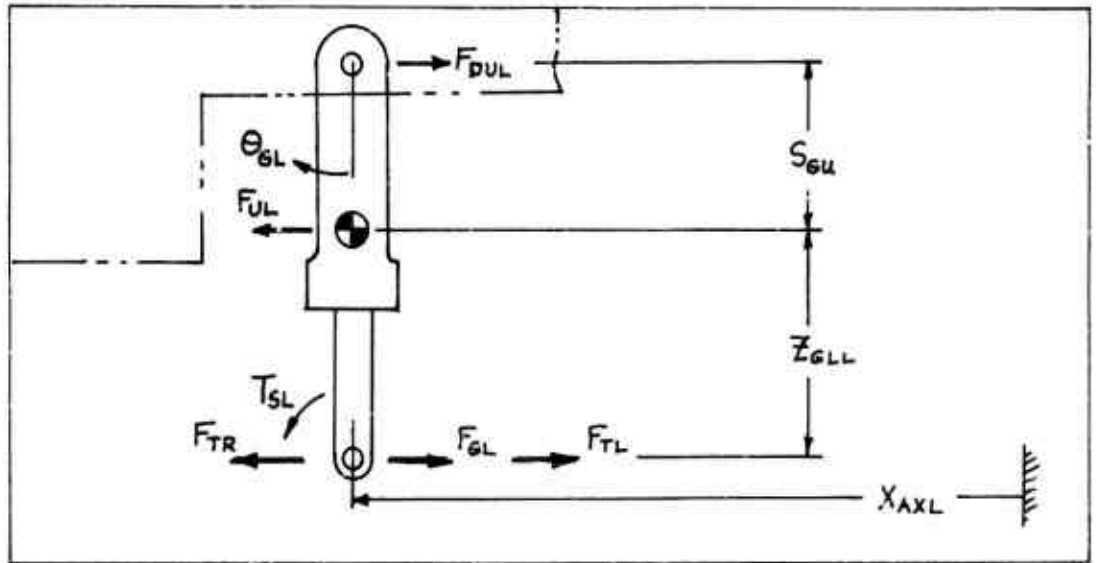 F_DUL
S_GU
θ_GL
F_UL
Z_GLL
T_SL
F_TR
F_GL
F_TL
X_AXL